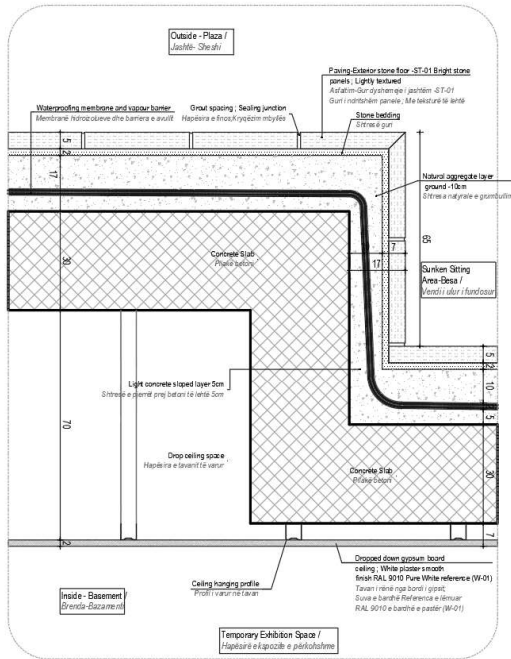 Outside - Plaza /
Jashtë- Sheshi
Paving-Exterior stone floor -ST-01 Bright stone
panels ; Lightly textured
Asfaltim-Gur dyshemeje i jashtëm -ST-01
Guri i ndritshëm panele ; Me teksturë të lehtë
Waterproofing membrane and vapour barrier
Membranë hidroizoluese dhe barriera e avullit
Grout spacing ; Sealing junction
Hapësira e finos;Kryqëzim mbyllës
Stone bedding
Shtresë guri
5
2
17
Natural aggregate layer
ground -10cm
Shtresa natyrale e grumbullim
65
7
17
Concrete Slab
Pllakë betoni
30
Sunken Sitting
Area-Besa /
Vendi i ulur i fundosur
5
2
10
5
Light concrete sloped layer 5cm
Shtresë e pjerrët prej betoni të lehtë 5cm
70
Drop ceiling space
Hapësira e tavanit të varur
Concrete Slab
Pllakë betoni
30
7
2
Ceiling hanging profile
Profil i varur në tavan
Dropped down gypsum board
ceiling ; White plaster smooth
finish RAL 9010 Pure White reference (W-01)
Tavan i rënë nga bordi i gipsit;
Suva e bardhë Referenca e lëmuar
RAL 9010 e bardhë e pastër (W-01)
Inside - Basement /
Brenda-Bazamenti
Temporary Exhibition Space /
Hapësirë ekspozite e përkohshme